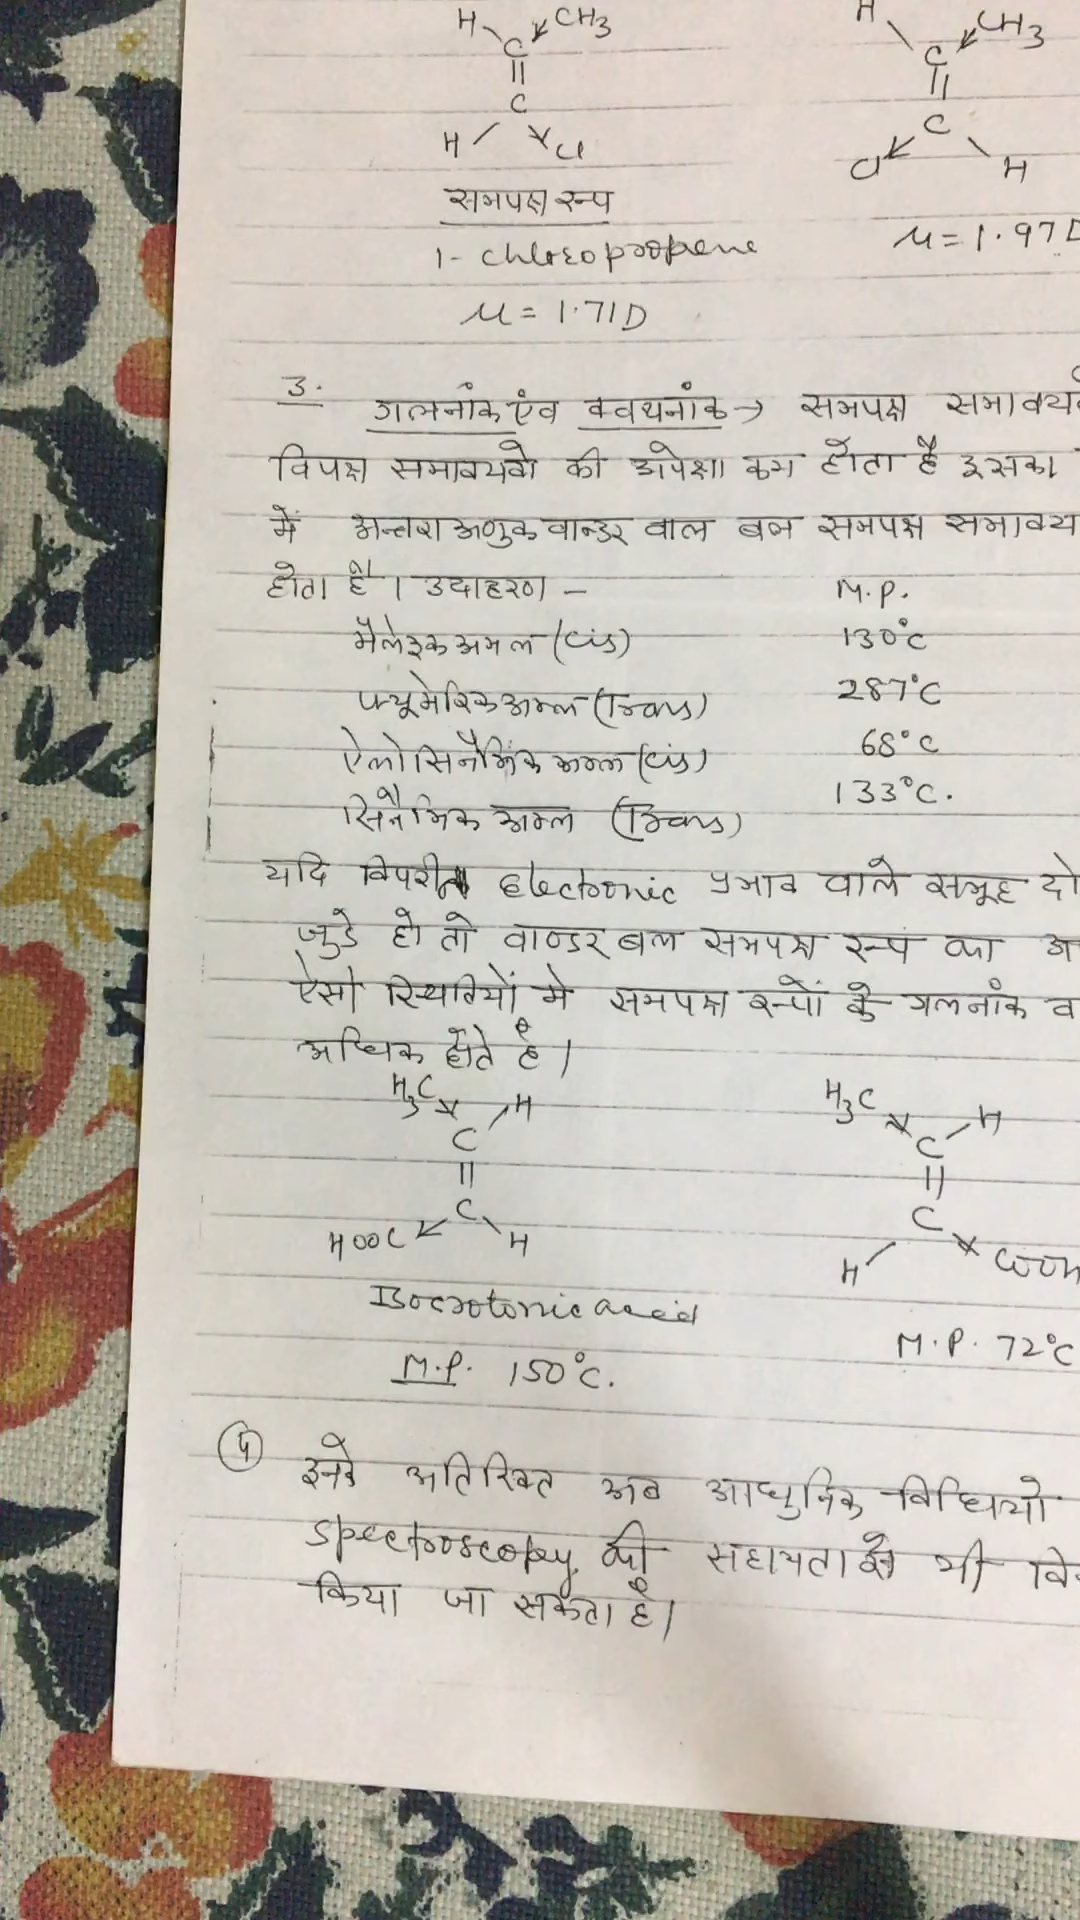 H CH3 H CH3
C C
|| ||
C C
H Cl Cl H
समपक्ष रूप
1- chloropropene μ = 1.97D
μ = 1.71D
3. गलनांक एंव क्वथनांक → समपक्ष समावयव
विपक्ष समावयवो की अपेक्षा कम होता है इसका
में अन्तरा अणुक वान्डर वाल बल समपक्ष समावय
होता है । उदाहरण – M.P.
मैलेइक अमल (cis) 130°C
फ्यूमेरिक अम्ल (Trans) 287°C
ऐलोसिनैमिक अम्ल (cis) 68°C
सिनैमिक अम्ल (Trans) 133°C.
यदि विपरीत Electronic प्रभाव वाले समूह दो
जुडे हो तो वाण्डर बल समपक्ष रूप का अ
ऐसी स्थितियों मे समपक्ष रूपों के गलनांक व
अधिक होते है ।
H3C H H3C H
C C
|| ||
C C
HOOC H H COOH
Isocrotonic acid
M.P. 150°C. M.P. 72°C
4 इनके अतिरिक्त अब आधुनिक विधियो
spectroscopy की सहायता से भी वि
किया जा सकता है ।